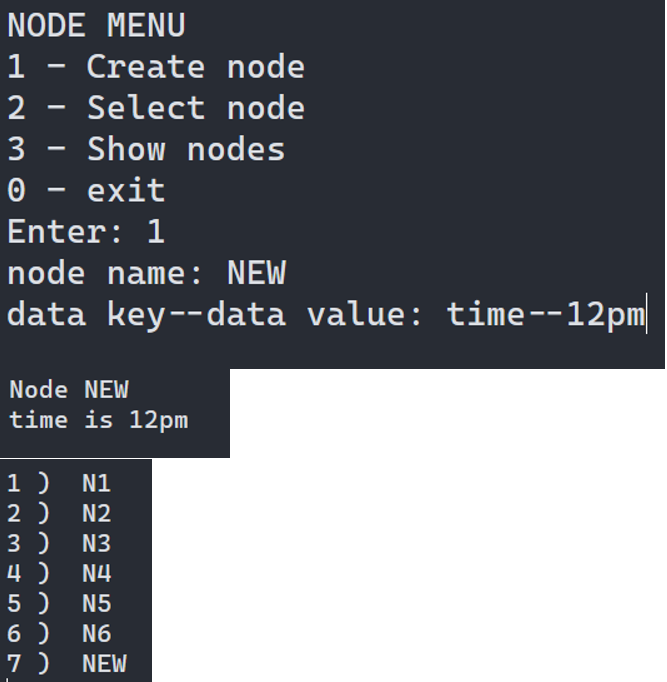 NODE MENU
1 - Create node
2 - Select node
3 - Show nodes
0 - exit
Enter: 1
node name: NEW
data key--data value: time--12pm
Node NEW
time is 12pm
1 )  N1
2 )  N2
3 )  N3
4 )  N4
5 )  N5
6 )  N6
7 )  NEW